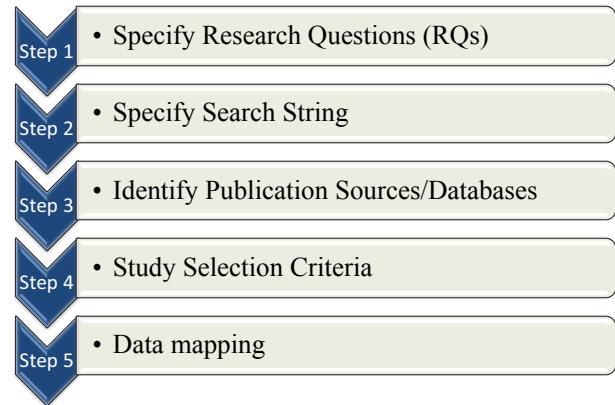 Step 1
• Specify Research Questions (RQs)
Step 2
• Specify Search String
Step 3
• Identify Publication Sources/Databases
Step 4
• Study Selection Criteria
Step 5
• Data mapping